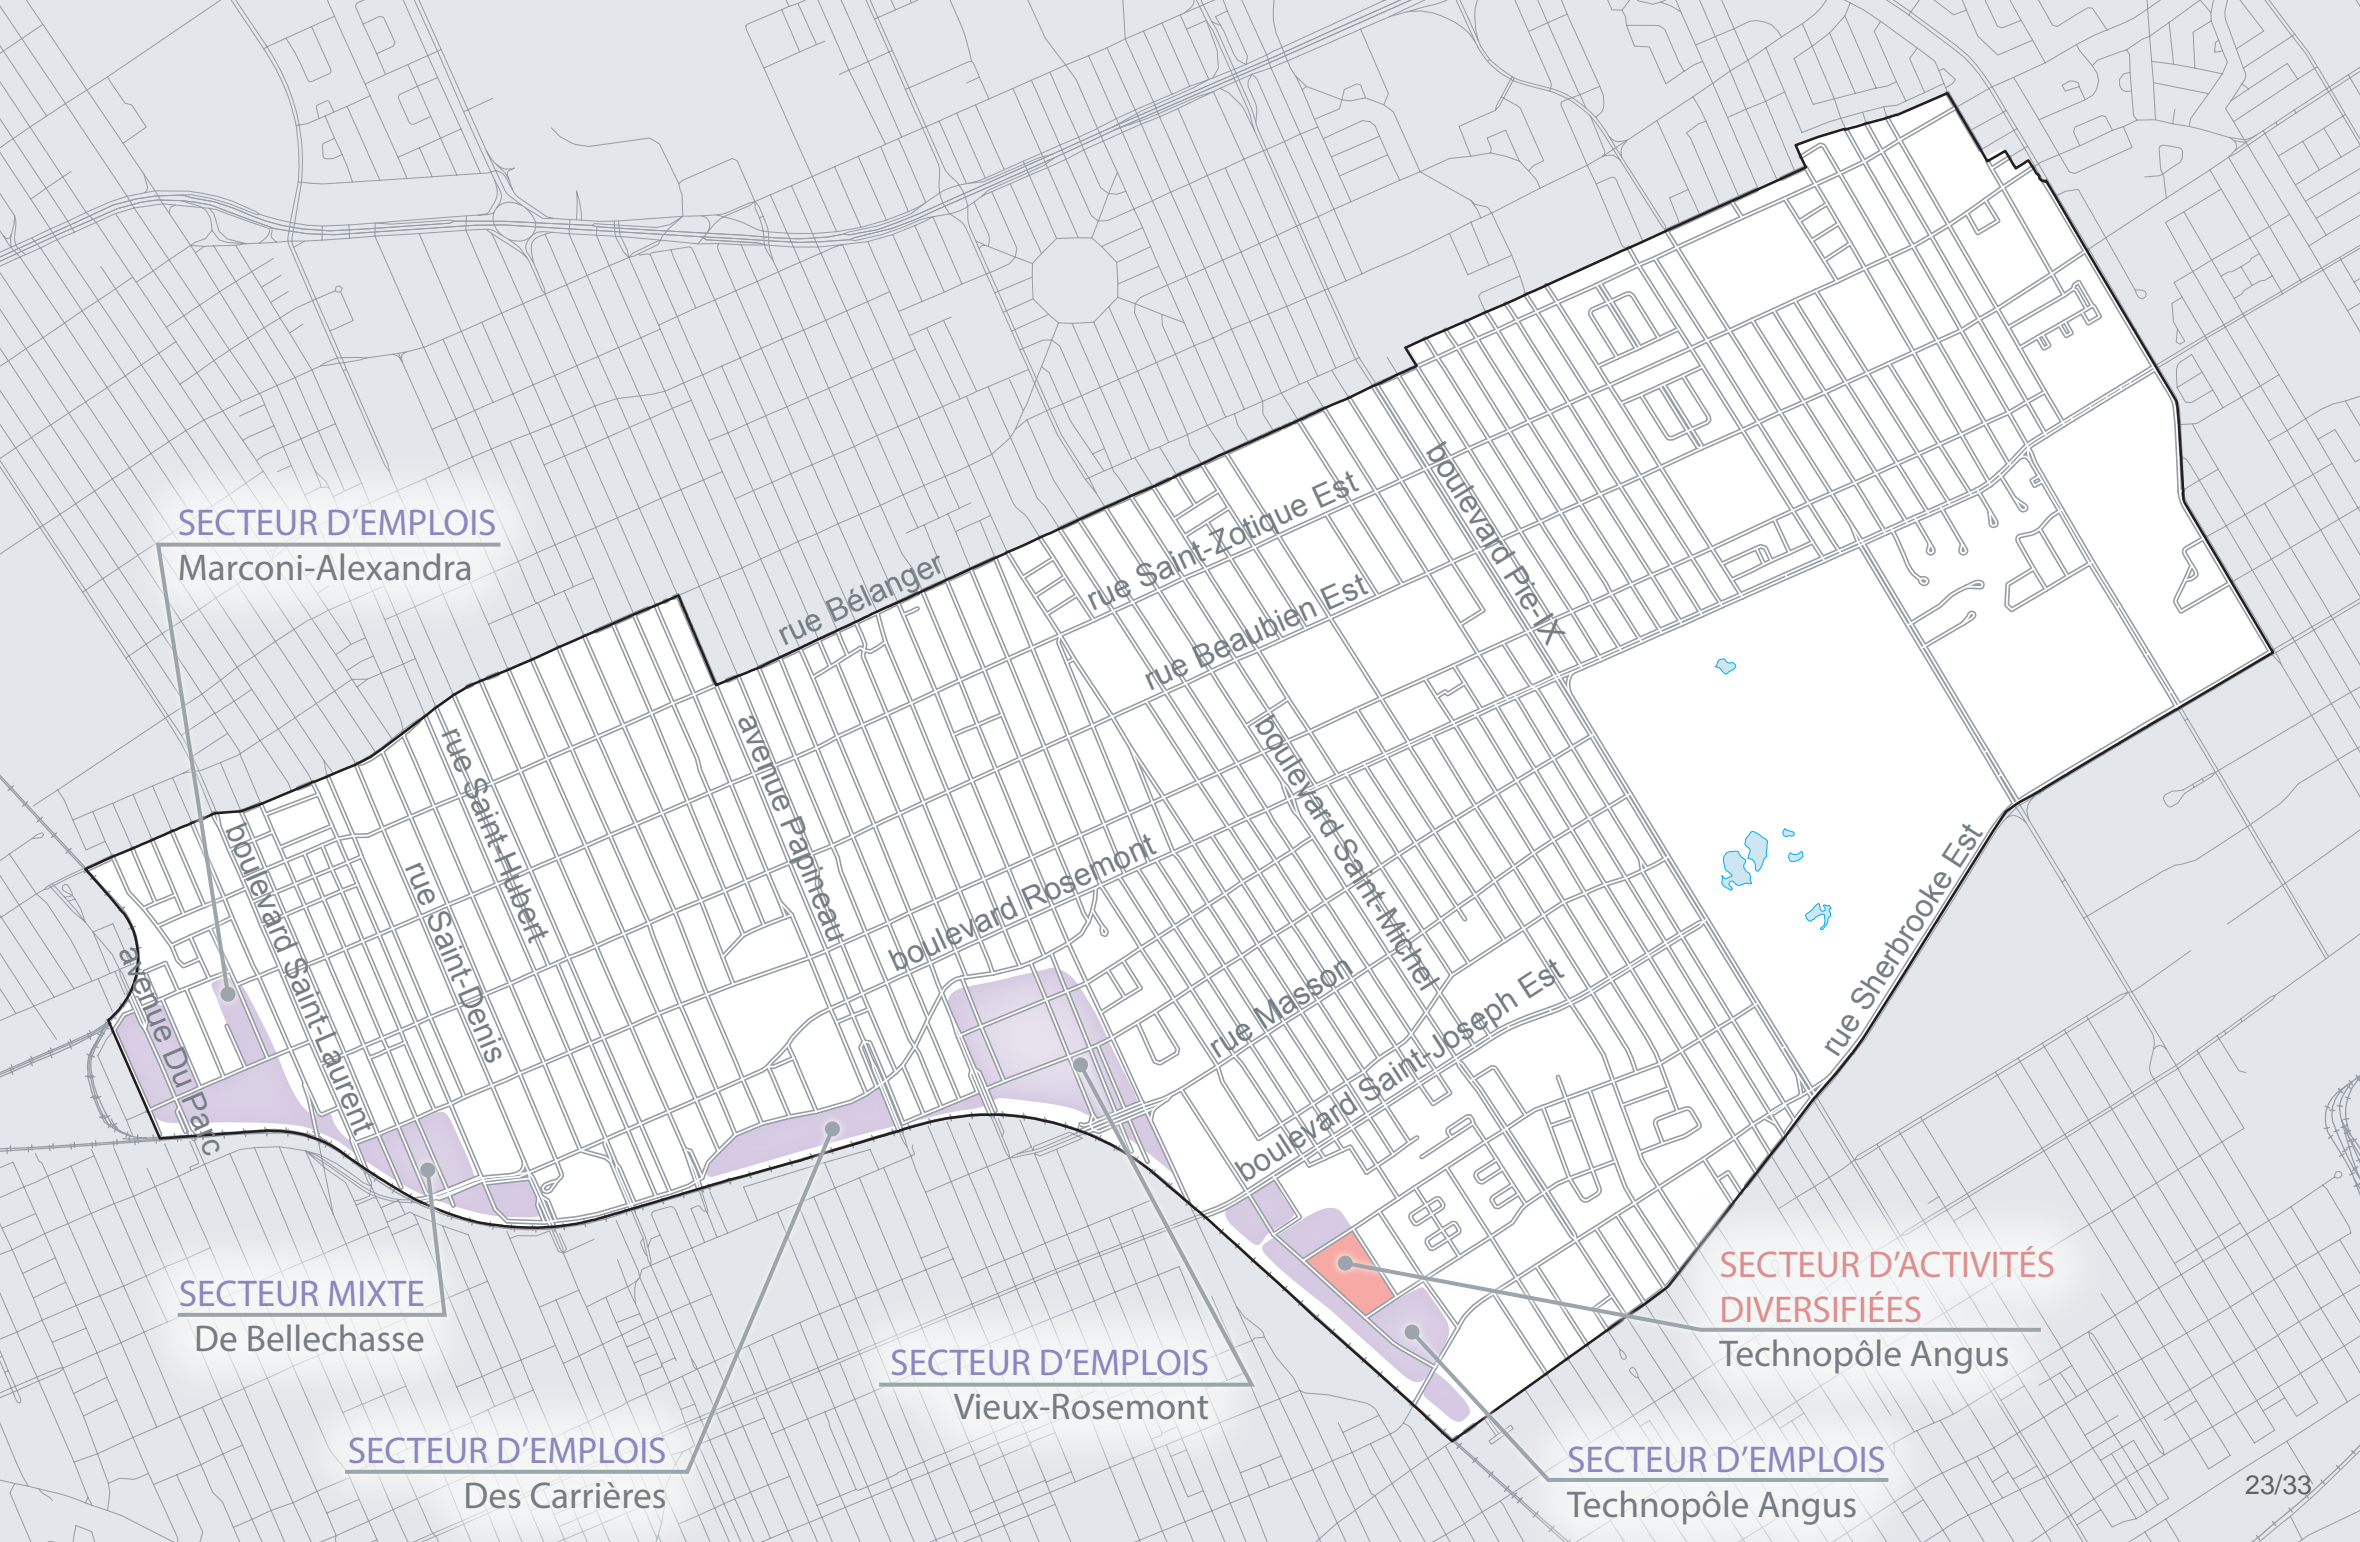 SECTEUR D'EMPLOIS
Marconi-Alexandra
rue Bélanger
rue Saint-Zotique Est
rue Beaubien Est
boulevard Pie-IX
rue Saint-Hubert
avenue Papineau
boulevard Saint-Michel
boulevard Saint-Laurent
rue Saint-Denis
boulevard Rosemont
avenue Du Parc
rue Masson
boulevard Saint-Joseph Est
rue Sherbrooke Est
SECTEUR MIXTE
De Bellechasse
SECTEUR D'EMPLOIS
Des Carrières
SECTEUR D'EMPLOIS
Vieux-Rosemont
SECTEUR D'ACTIVITÉS
DIVERSIFIÉES
Technopôle Angus
SECTEUR D'EMPLOIS
Technopôle Angus
23/33